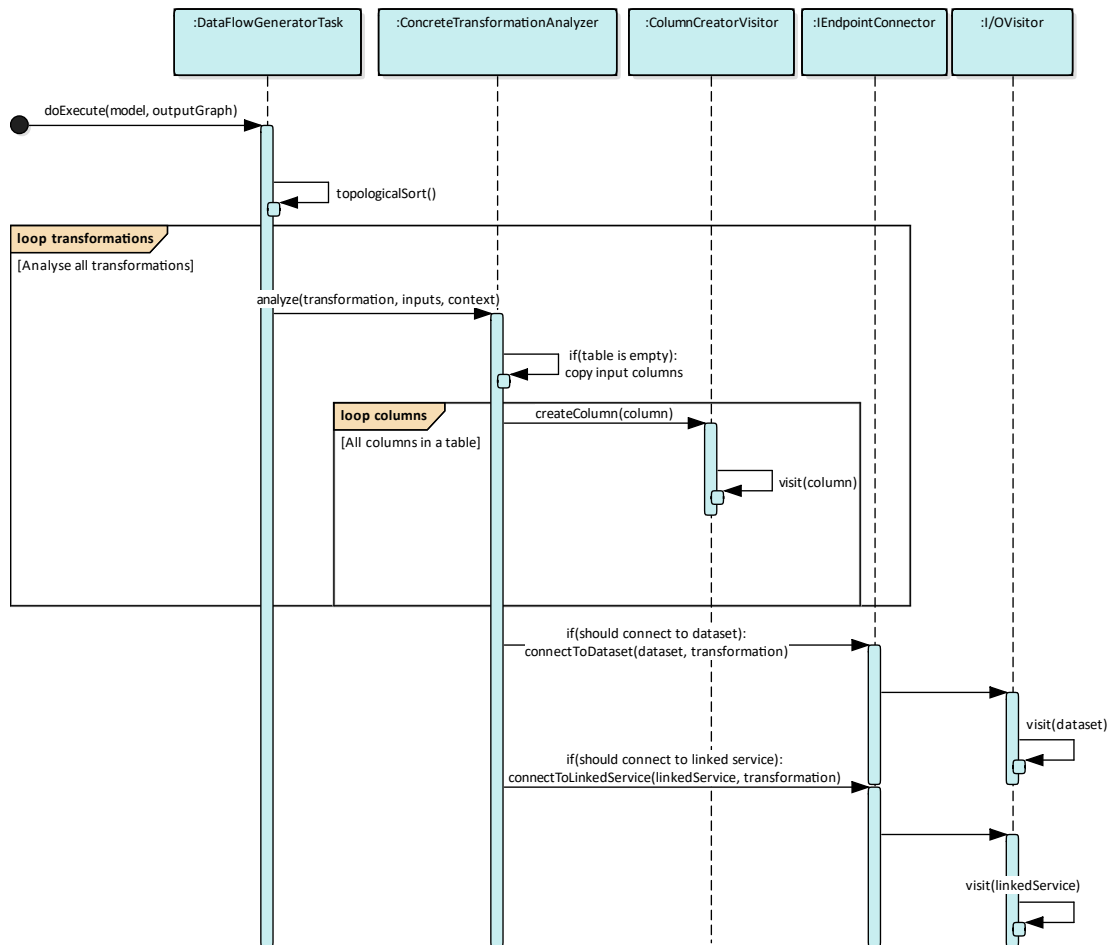 :DataFlowGeneratorTask
:ConcreteTransformationAnalyzer
:ColumnCreatorVisitor
:IEndpointConnector
:I/OVisitor
doExecute(model, outputGraph)
topologicalSort()
loop transformations
[Analyse all transformations]
analyze(transformation, inputs, context)
if(table is empty):
copy input columns
loop columns
[All columns in a table]
createColumn(column)
visit(column)
if(should connect to dataset):
connectToDataset(dataset, transformation)
visit(dataset)
if(should connect to linked service):
connectToLinkedService(linkedService, transformation)
visit(linkedService)